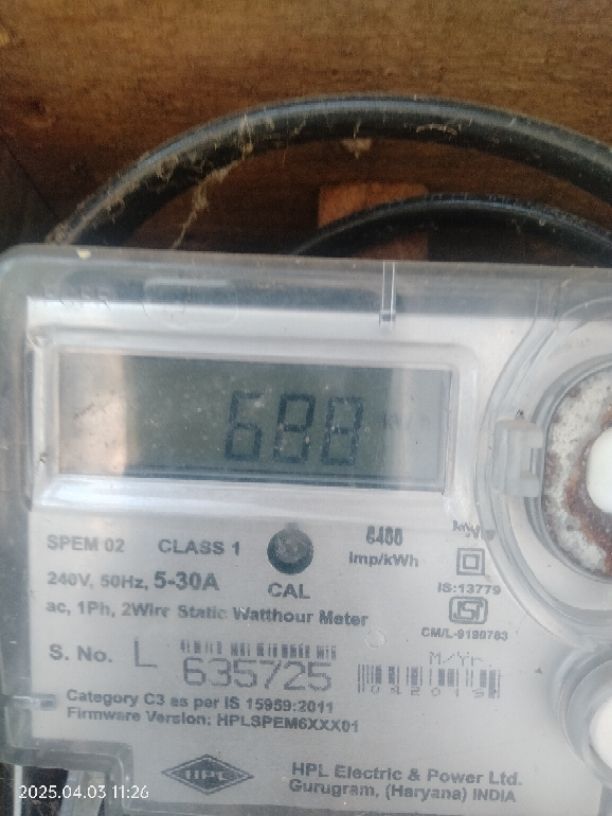 688
SPEM 02 CLASS 1 CAL 6400 imp/kWh
240V, 50Hz, 5-30A
IS:13779
ac, 1Ph, 2Wire Static Watthour Meter
CM/L-9190783
S. No. L 635725 M/Yr.
042019
Category C3 as per IS 15959:2011
Firmware Version: HPLSPEM6XXX01
HPL
HPL Electric & Power Ltd.
Gurugram, (Haryana) INDIA
2025.04.03 11:26